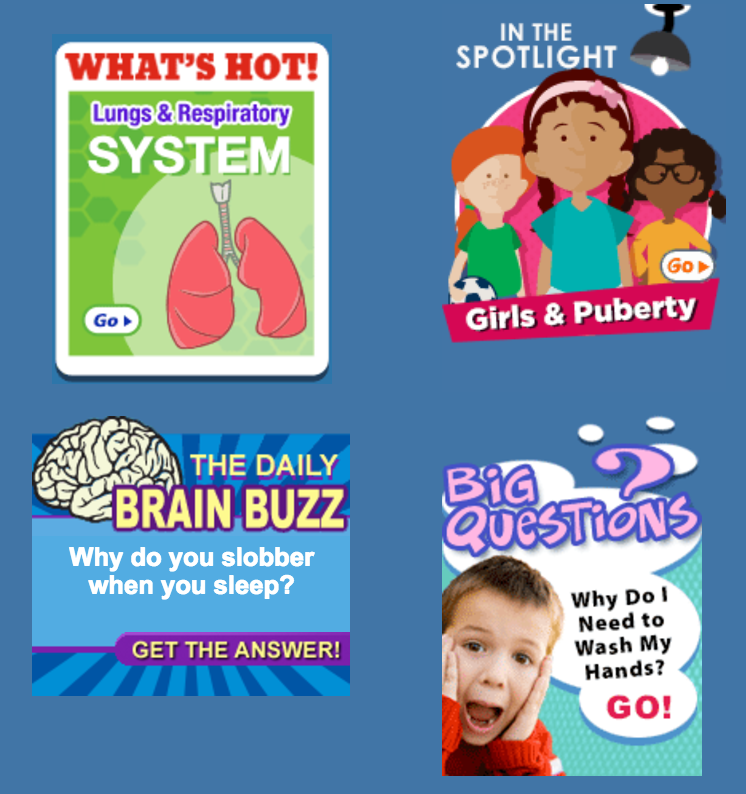 WHAT'S HOT!
Lungs & Respiratory
SYSTEM
Go
IN THE
SPOTLIGHT
Go
Girls & Puberty
THE DAILY
BRAIN BUZZ
Why do you slobber
when you sleep?
GET THE ANSWER!
BiG
QUESTiONS
?
Why Do I
Need to
Wash My
Hands?
GO!